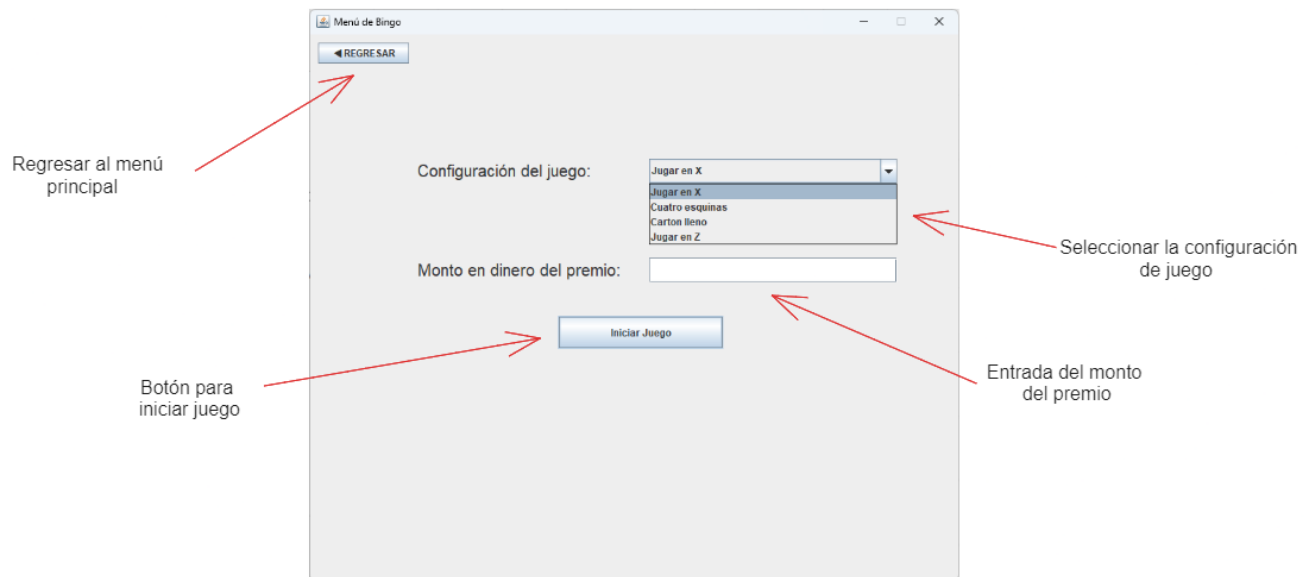 Menú de Bingo
◄REGRESAR
Regresar al menú
principal
Configuración del juego:
Jugar en X
Jugar en X
Cuatro esquinas
Carton lleno
Jugar en Z
Seleccionar la configuración
de juego
Monto en dinero del premio:
Iniciar Juego
Entrada del monto
del premio
Botón para
iniciar juego